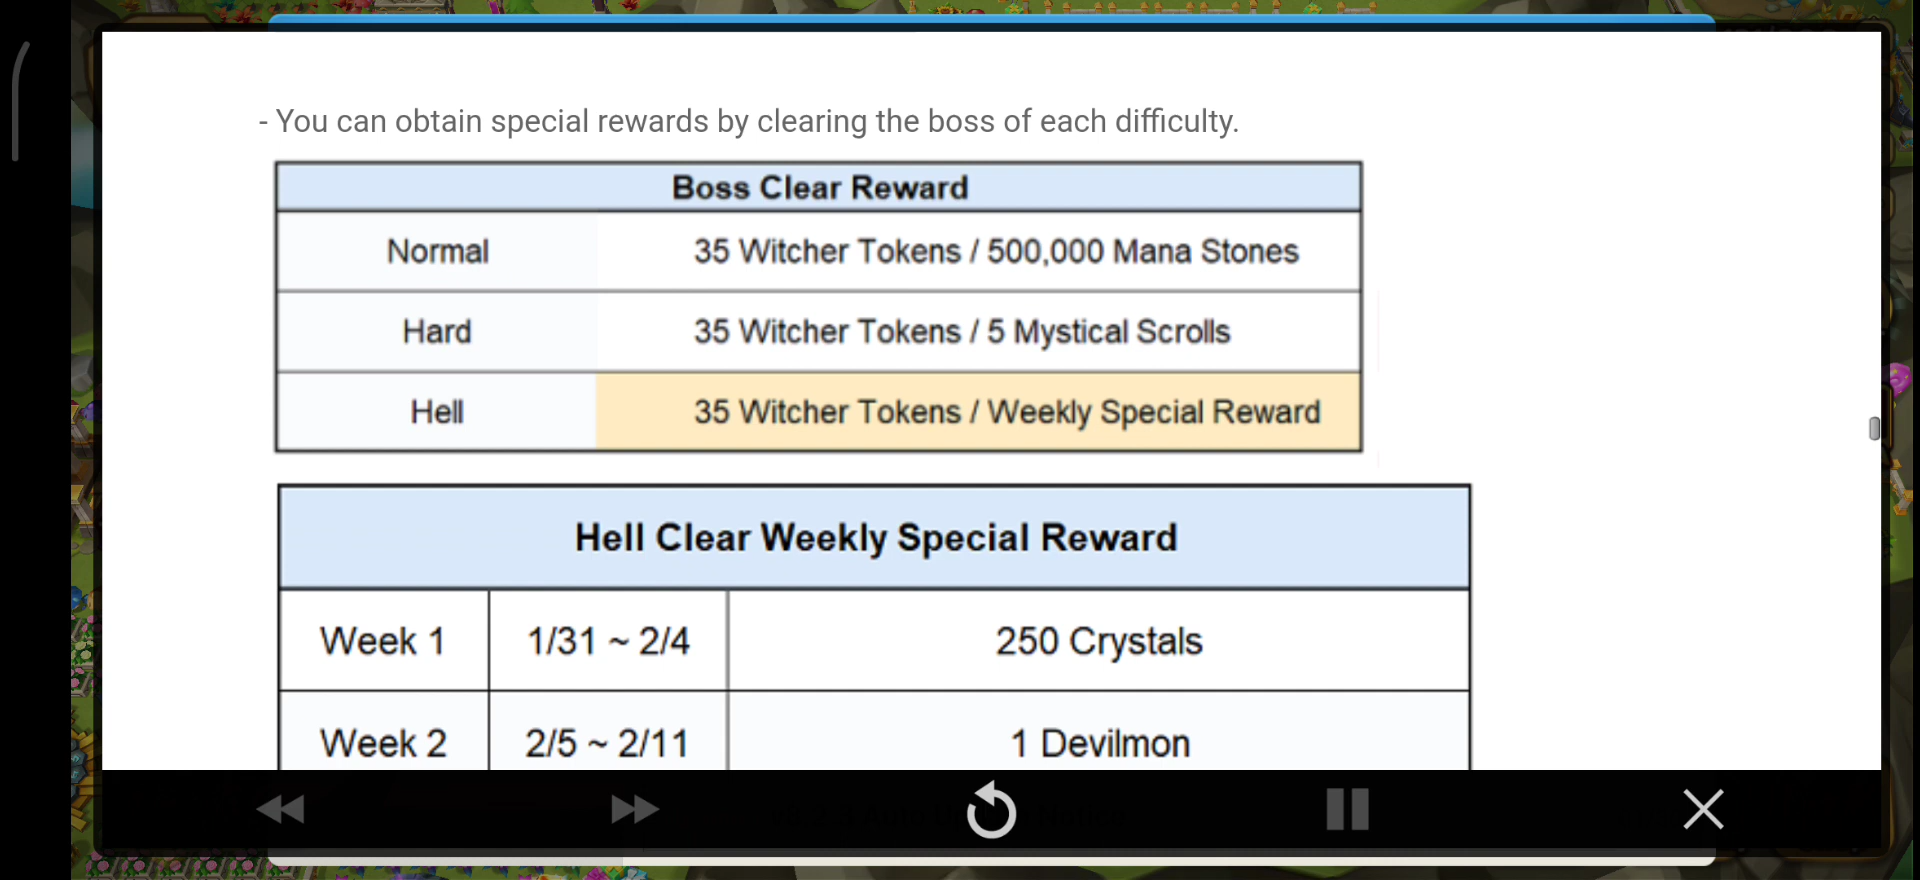 - You can obtain special rewards by clearing the boss of each difficulty.
Boss Clear Reward
Normal 35 Witcher Tokens / 500,000 Mana Stones
Hard 35 Witcher Tokens / 5 Mystical Scrolls
Hell 35 Witcher Tokens / Weekly Special Reward
Hell Clear Weekly Special Reward
Week 1 1/31 ~ 2/4 250 Crystals
Week 2 2/5 ~ 2/11 1 Devilmon